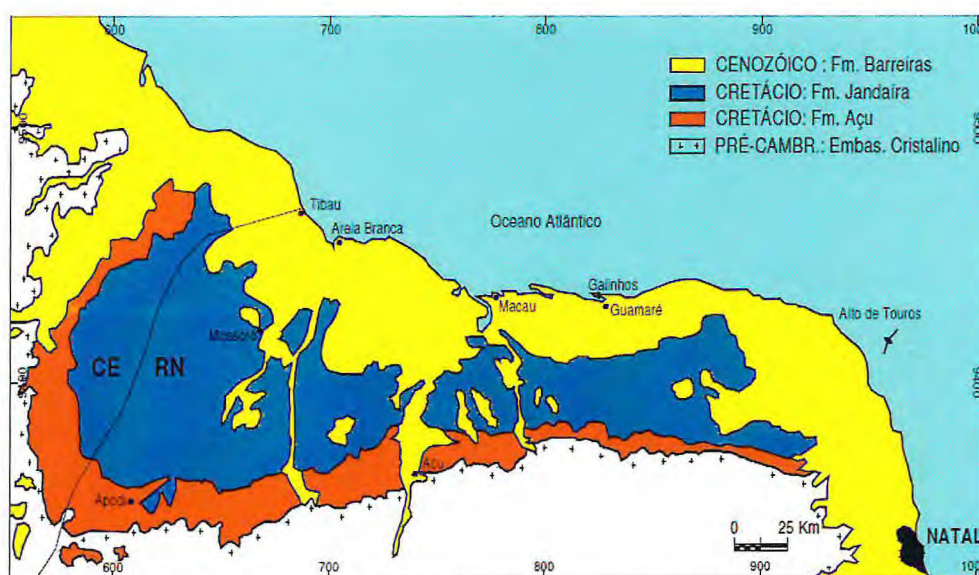 600 700 800 900
CENOZÓICO : Fm. Barreiras
CRETÁCIO: Fm. Jandaíra
CRETÁCIO: Fm. Açu
PRÉ-CAMBR.: Embas. Cristalino
Tibau
Areia Branca
Oceano Atlântico
Galinhos
Macau
Guamaré
Alto de Touros
Mossoró
CE RN
Açu
Apodi
0 25 Km
NATAL
600 700 800 900